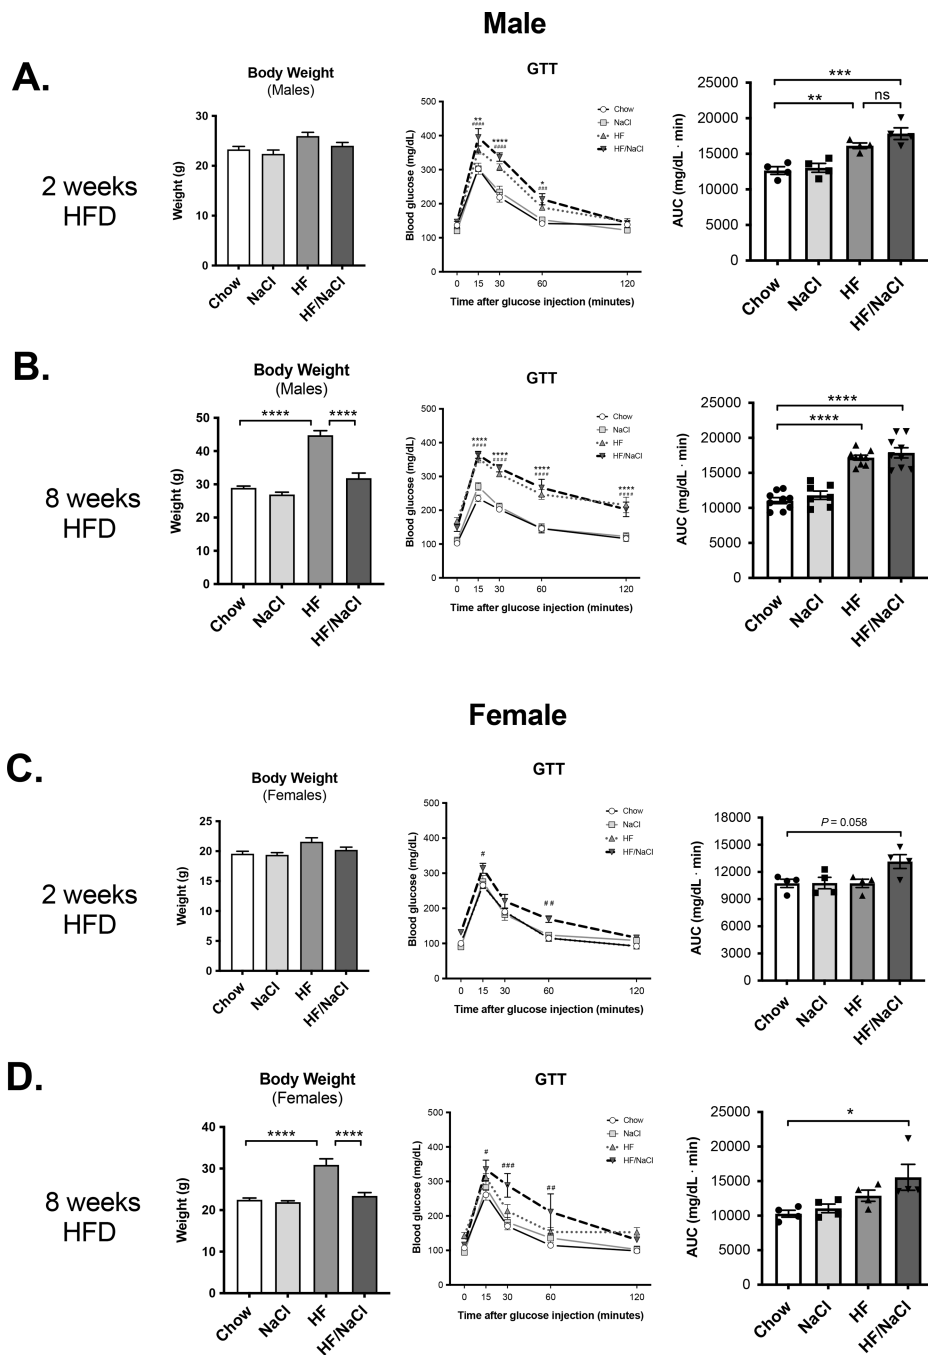 Male
A.
2 weeks
HFD
Body Weight
(Males)
Weight (g)
30
20
10
0
Chow
NaCl
HF
HF/NaCl
GTT
Blood glucose (mg/dL)
500
400
300
200
100
0
Chow
NaCl
HF
HF/NaCl
**
####
****
####
*
###
0 15 30 60 120
Time after glucose injection (minutes)
AUC (mg/dL · min)
25000
20000
15000
10000
5000
0
***
**
ns
Chow
NaCl
HF
HF/NaCl
B.
8 weeks
HFD
Body Weight
(Males)
Weight (g)
50
40
30
20
10
0
****
****
Chow
NaCl
HF
HF/NaCl
GTT
Blood glucose (mg/dL)
500
400
300
200
100
0
Chow
NaCl
HF
HF/NaCl
****
####
****
####
****
####
****
####
0 15 30 60 120
Time after glucose injection (minutes)
AUC (mg/dL · min)
25000
20000
15000
10000
5000
0
****
****
Chow
NaCl
HF
HF/NaCl
Female
C.
2 weeks
HFD
Body Weight
(Females)
Weight (g)
25
20
15
10
5
0
Chow
NaCl
HF
HF/NaCl
GTT
Blood glucose (mg/dL)
500
400
300
200
100
0
Chow
NaCl
HF
HF/NaCl
#
##
0 15 30 60 120
Time after glucose injection (minutes)
AUC (mg/dL · min)
18000
15000
12000
9000
6000
3000
0
P = 0.058
Chow
NaCl
HF
HF/NaCl
D.
8 weeks
HFD
Body Weight
(Females)
Weight (g)
40
30
20
10
0
****
****
Chow
NaCl
HF
HF/NaCl
GTT
Blood glucose (mg/dL)
500
400
300
200
100
0
Chow
NaCl
HF
HF/NaCl
#
###
##
0 15 30 60 120
Time after glucose injection (minutes)
AUC (mg/dL · min)
25000
20000
15000
10000
5000
0
*
Chow
NaCl
HF
HF/NaCl